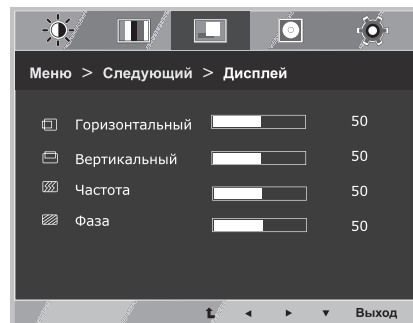 Меню > Следующий > Дисплей
Горизонтальный 50
Вертикальный 50
Частота 50
Фаза 50
Выход